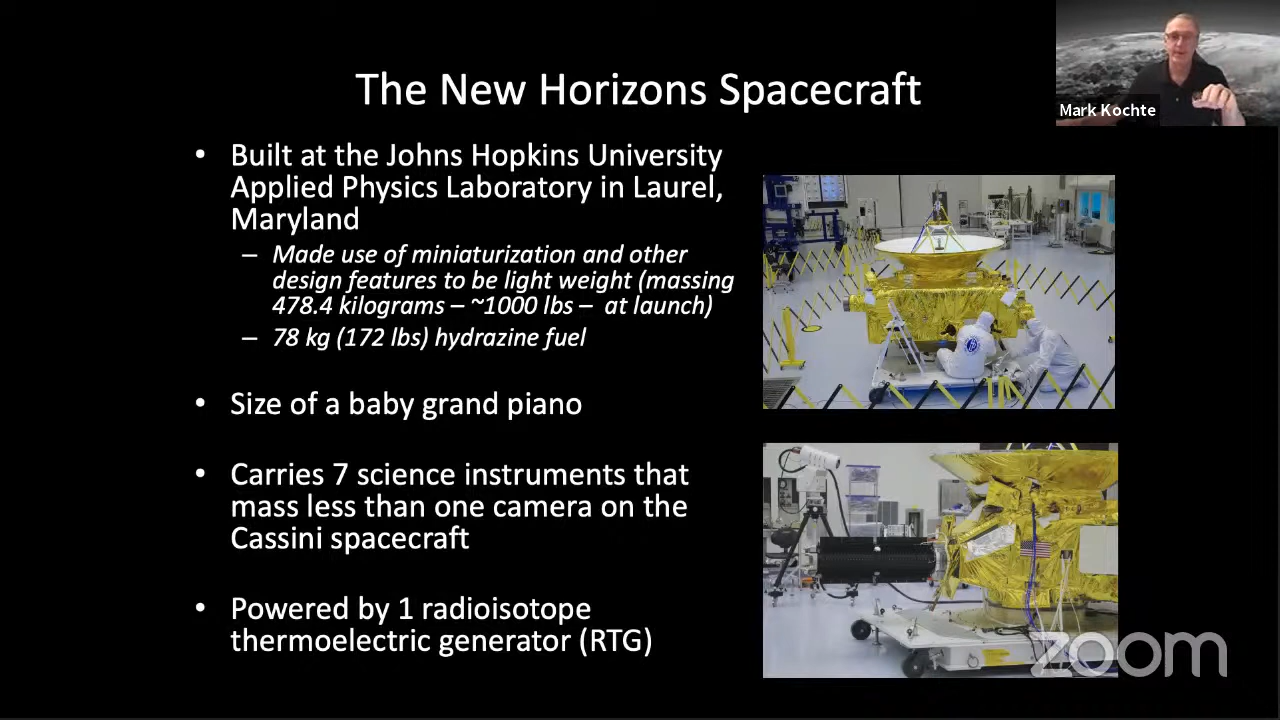 The New Horizons Spacecraft
Mark Kochte
• Built at the Johns Hopkins University
Applied Physics Laboratory in Laurel,
Maryland
– Made use of miniaturization and other
design features to be light weight (massing
478.4 kilograms – ~1000 lbs – at launch)
– 78 kg (172 lbs) hydrazine fuel
• Size of a baby grand piano
• Carries 7 science instruments that
mass less than one camera on the
Cassini spacecraft
• Powered by 1 radioisotope
thermoelectric generator (RTG)
zoom